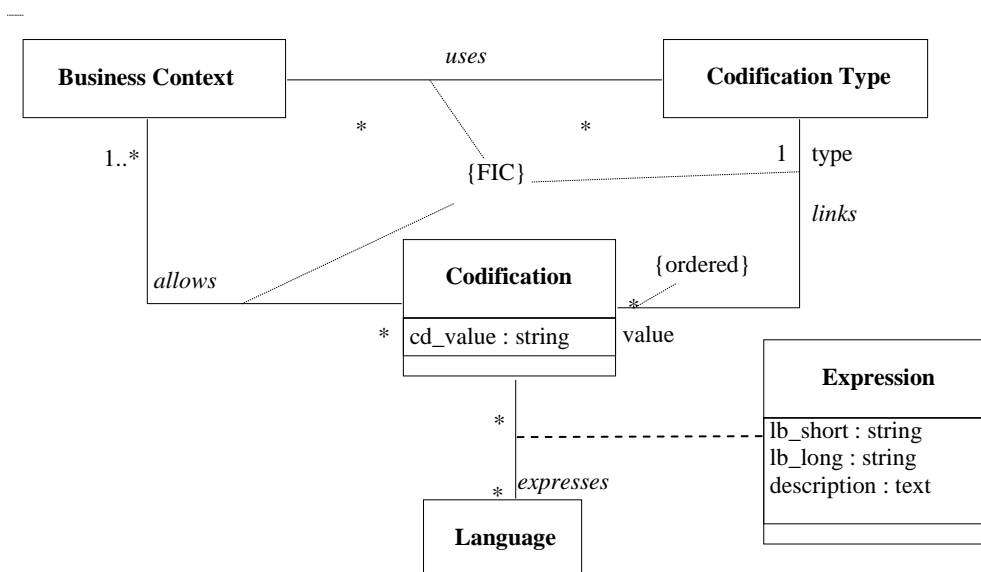 uses
Business Context
Codification Type
*
*
1..*
1
type
{FIC}
links
allows
Codification
{ordered}
*
*
cd_value : string
value
Expression
*
lb_short : string
lb_long : string
description : text
*
expresses
Language